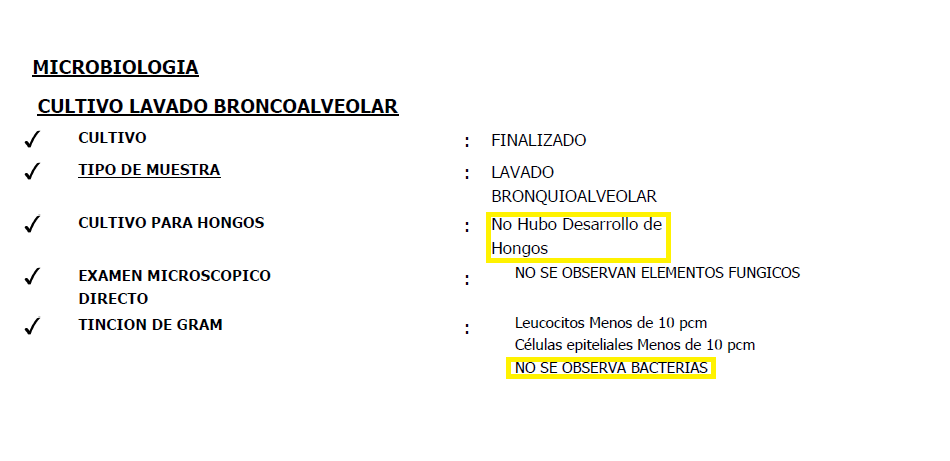 MICROBIOLOGIA
CULTIVO LAVADO BRONCOALVEOLAR
CULTIVO : FINALIZADO
TIPO DE MUESTRA : LAVADO
BRONQUIOALVEOLAR
CULTIVO PARA HONGOS : No Hubo Desarrollo de
Hongos
EXAMEN MICROSCOPICO : NO SE OBSERVAN ELEMENTOS FUNGICOS
DIRECTO
TINCION DE GRAM : Leucocitos Menos de 10 pcm
Células epiteliales Menos de 10 pcm
NO SE OBSERVA BACTERIAS